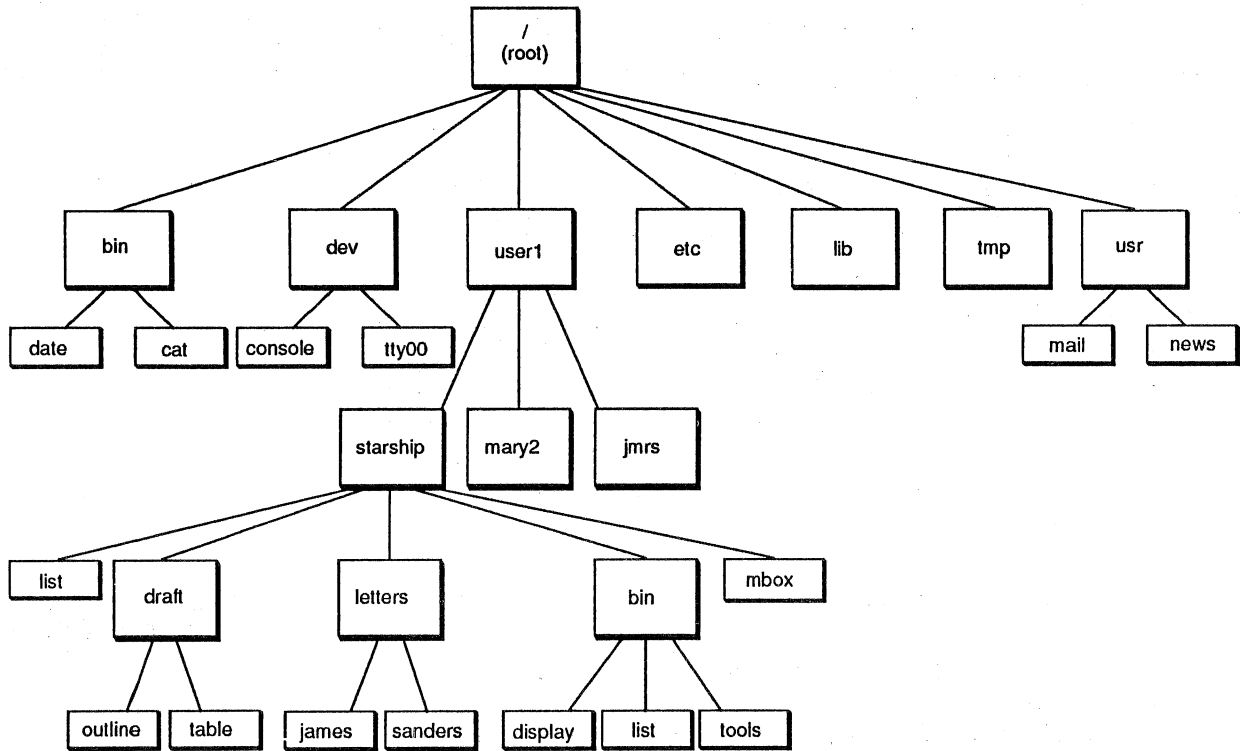 /
(root)
bin
dev
user1
etc
lib
tmp
usr
date
cat
console
tty00
mail
news
starship
mary2
jmrs
list
draft
letters
bin
mbox
outline
table
james
sanders
display
list
tools